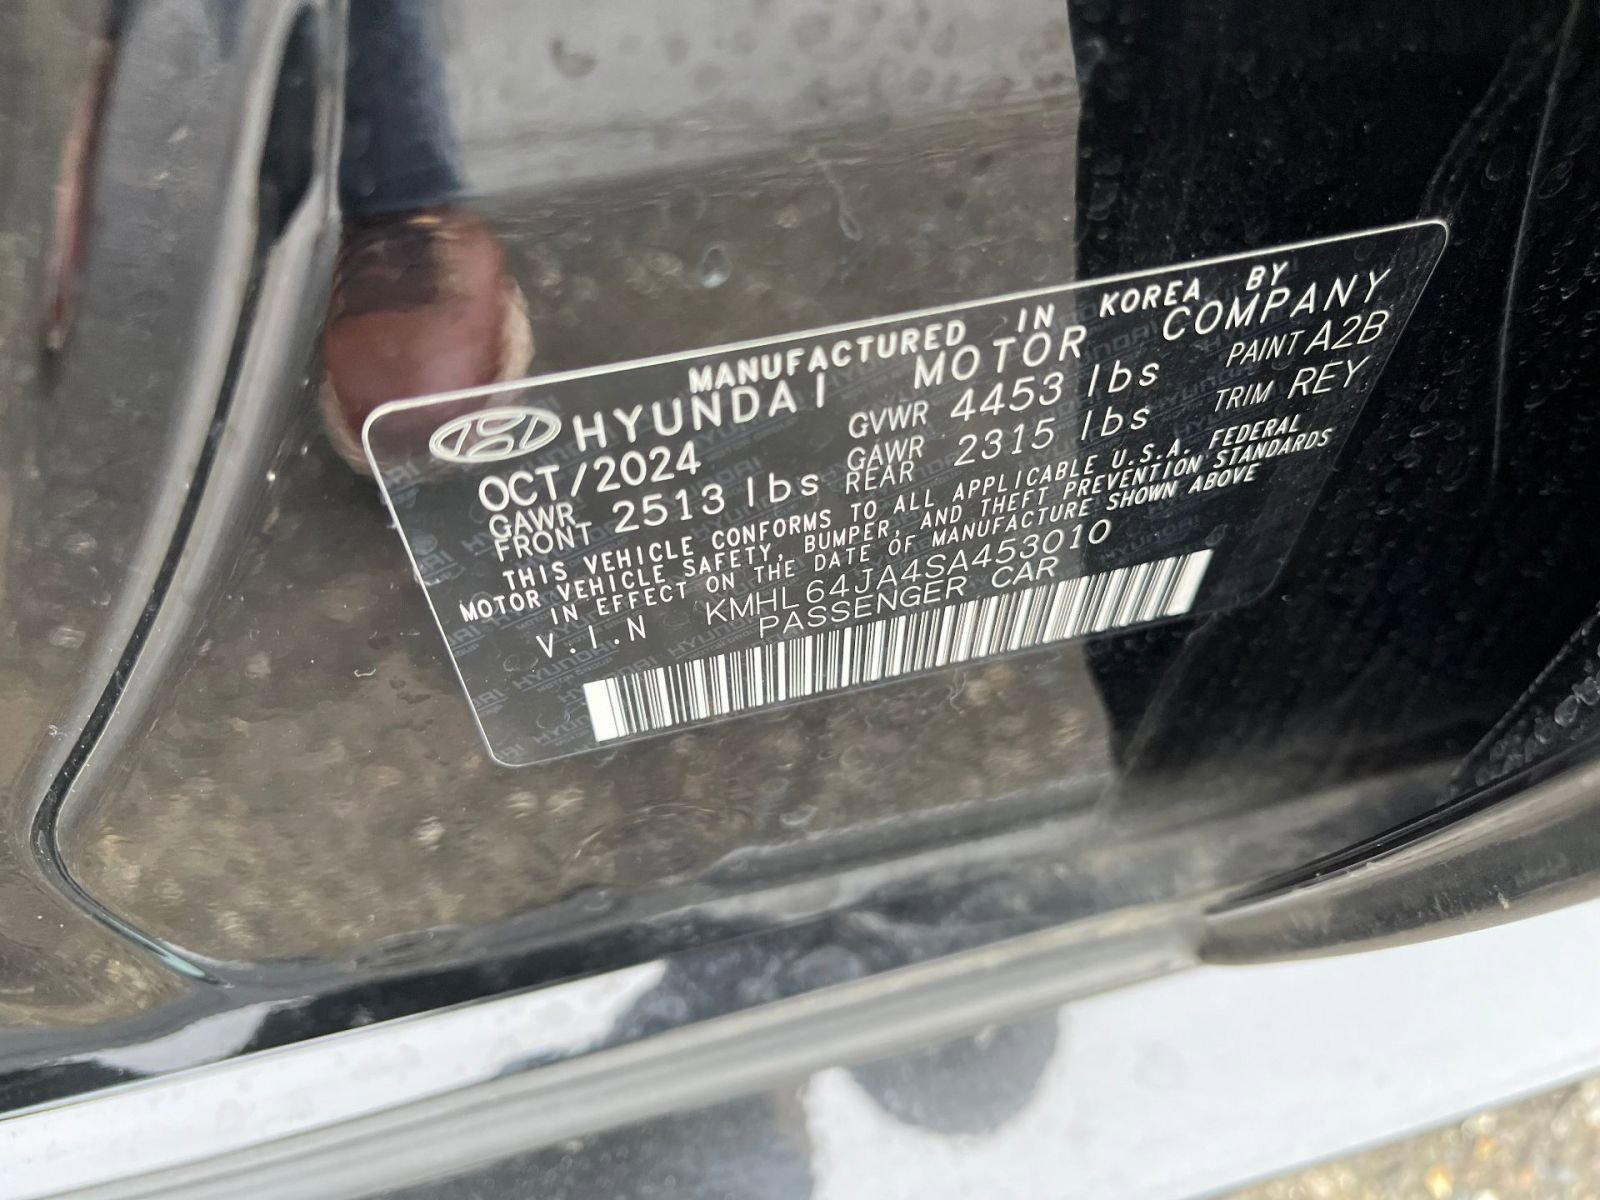 MANUFACTURED IN KOREA BY
HYUNDAI MOTOR COMPANY
OCT/2024 GVWR 4453 lbs PAINT A2B
GAWR FRONT 2513 lbs GAWR REAR 2315 lbs TRIM REY
THIS VEHICLE CONFORMS TO ALL APPLICABLE U.S.A. FEDERAL
MOTOR VEHICLE SAFETY, BUMPER, AND THEFT PREVENTION STANDARDS
IN EFFECT ON THE DATE OF MANUFACTURE SHOWN ABOVE
V.I.N KMHL64JA4SA453010
PASSENGER CAR